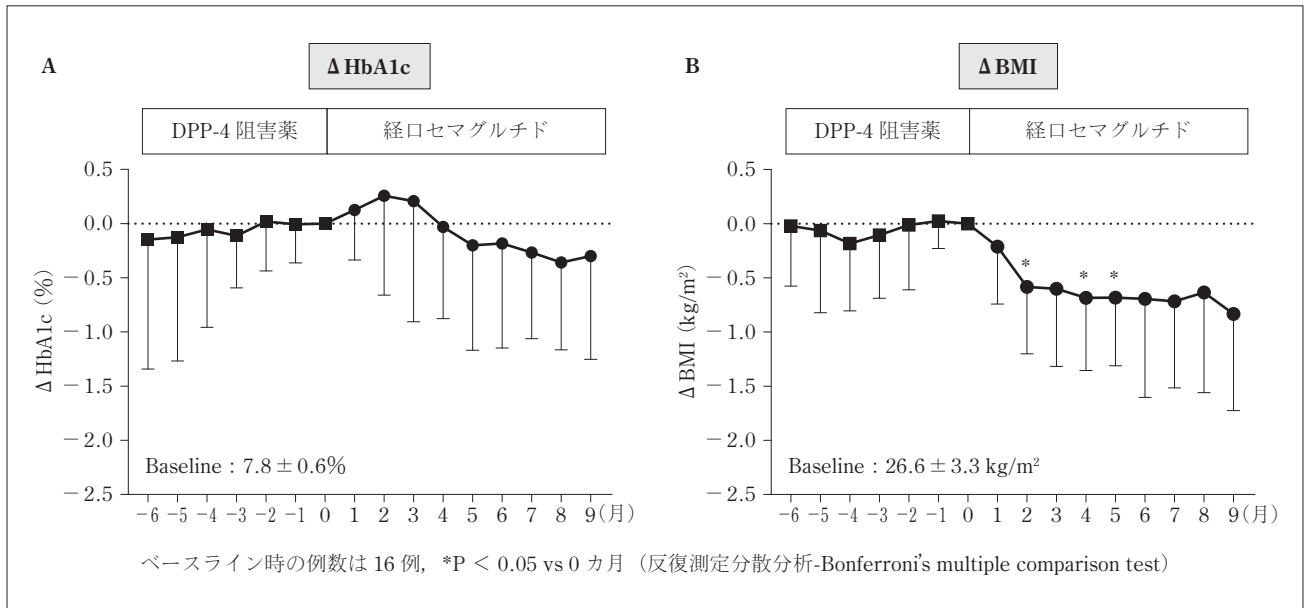 A
Δ HbA1c
DPP-4 阻害薬
経口セマグルチド
0.5
0.0
−0.5
−1.0
−1.5
−2.0
−2.5
Δ HbA1c (%)
Baseline : 7.8 ± 0.6%
−6 −5 −4 −3 −2 −1 0 1 2 3 4 5 6 7 8 9 (月)
B
Δ BMI
DPP-4 阻害薬
経口セマグルチド
0.5
0.0
−0.5
−1.0
−1.5
−2.0
−2.5
Δ BMI (kg/m²)
* * *
Baseline : 26.6 ± 3.3 kg/m²
−6 −5 −4 −3 −2 −1 0 1 2 3 4 5 6 7 8 9 (月)
ベースライン時の例数は 16 例, *P < 0.05 vs 0 カ月 (反復測定分散分析-Bonferroni's multiple comparison test)